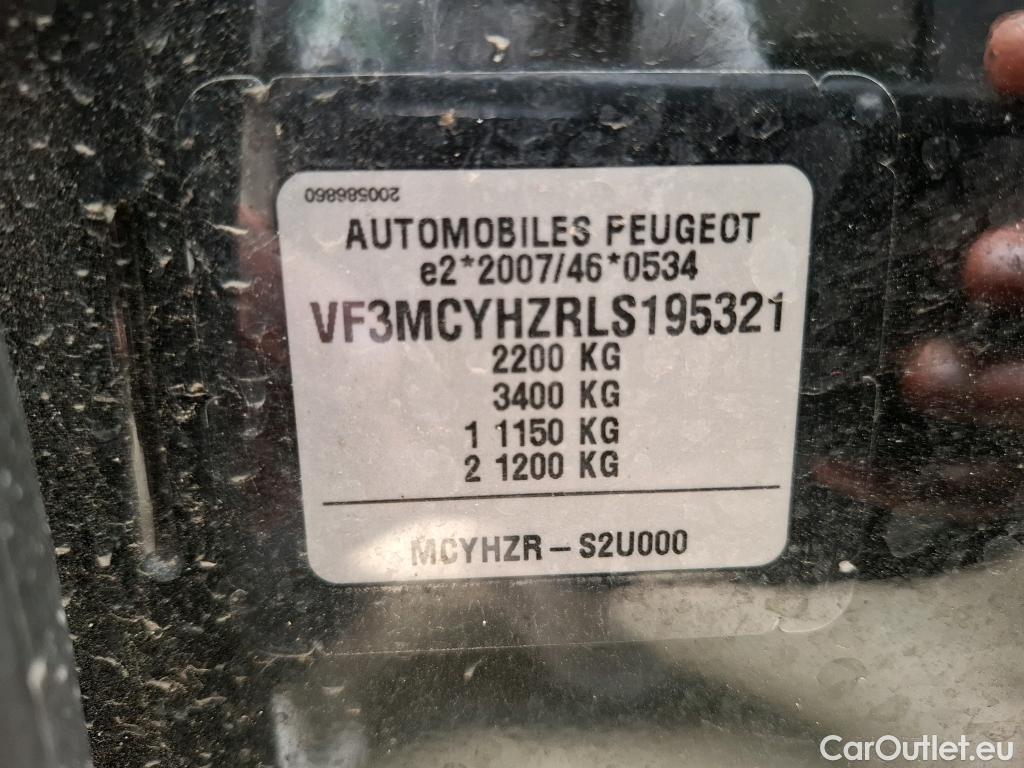 200586860
AUTOMOBILES PEUGEOT
e2*2007/46*0534
VF3MCYHZRLS195321
2200 KG
3400 KG
1 1150 KG
2 1200 KG
MCYHZR – S2U000
CarOutlet.eu